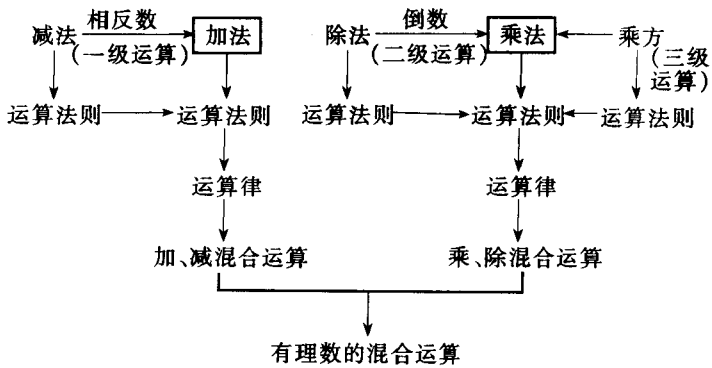 相反数 倒数
减法 加法 除法 乘法 乘方
(一级运算) (二级运算) (三级
运算)
运算法则 运算法则 运算法则 运算法则 运算法则
运算律 运算律
加、减混合运算 乘、除混合运算
有理数的混合运算